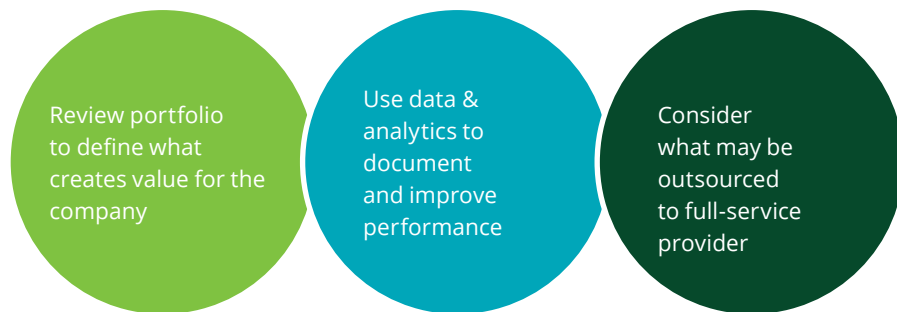 Review portfolio
to define what
creates value for the
company
Use data &
analytics to
document
and improve
performance
Consider
what may be
outsourced
to full-service
provider